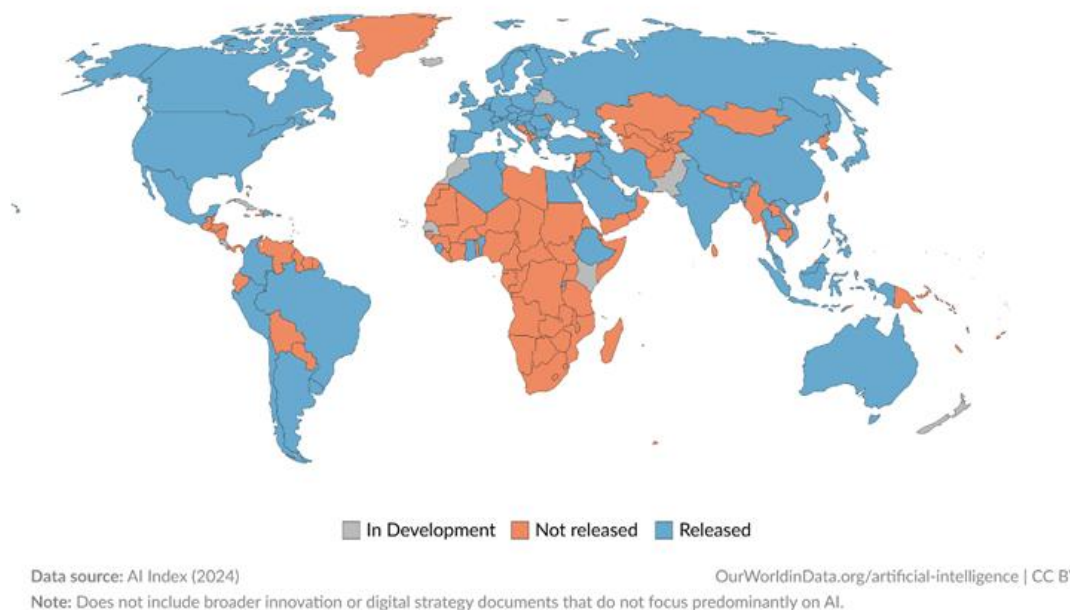 In Development Not released Released
Data source: AI Index (2024)
OurWorldinData.org/artificial-intelligence | CC
Note: Does not include broader innovation or digital strategy documents that do not focus predominantly on AI.